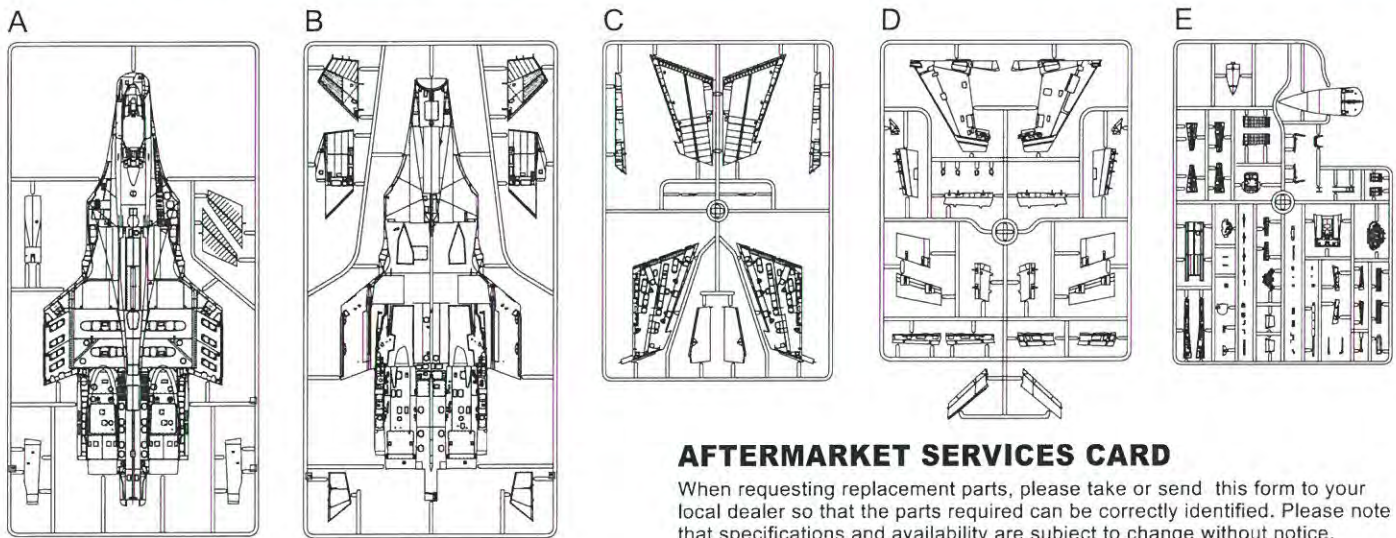 A
B
C
D
E
AFTERMARKET SERVICES CARD
When requesting replacement parts, please take or send this form to your
local dealer so that the parts required can be correctly identified. Please note
that specifications and availability are subject to change without notice.